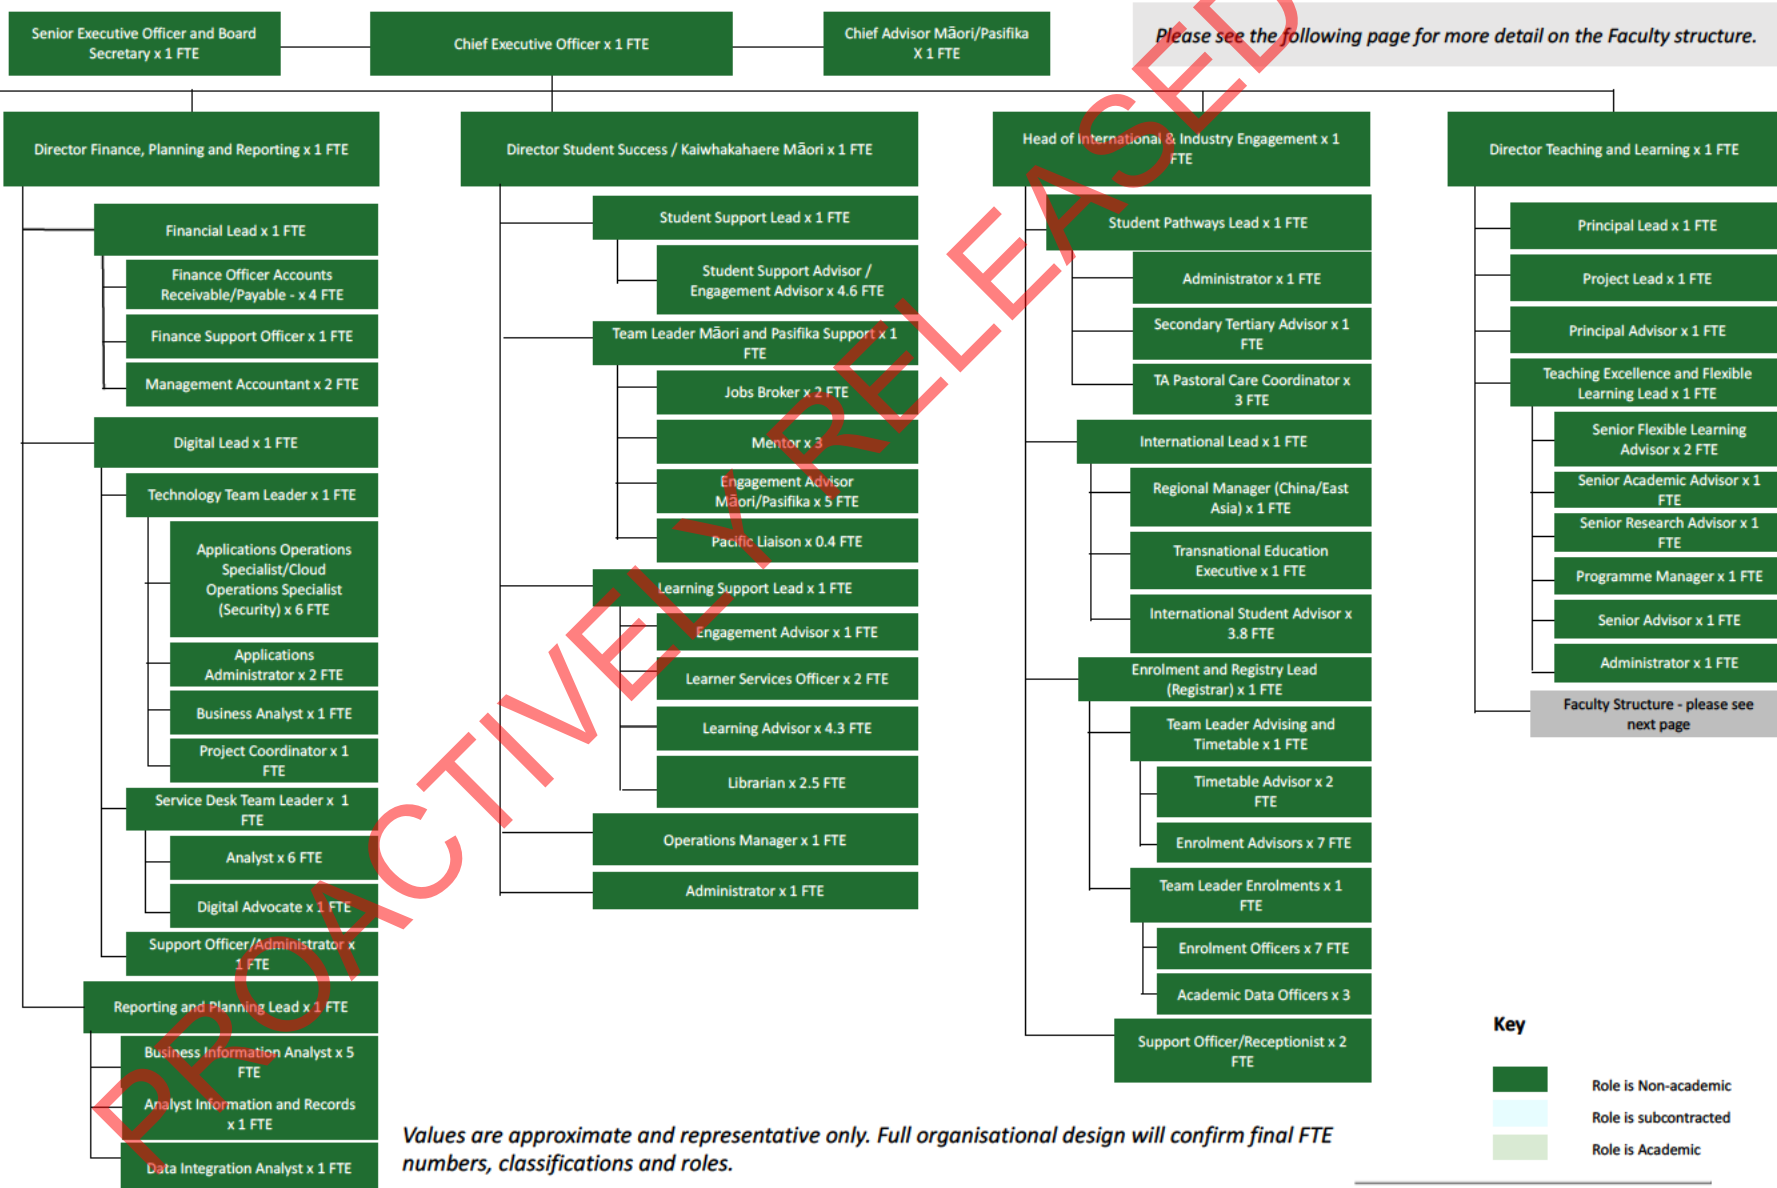 Senior Executive Officer and Board
Secretary x 1 FTE
Chief Executive Officer x 1 FTE
Chief Advisor Māori/Pasifika
X 1 FTE
Please see the following page for more detail on the Faculty structure.
Director Finance, Planning and Reporting x 1 FTE
Financial Lead x 1 FTE
Finance Officer Accounts
Receivable/Payable - x 4 FTE
Finance Support Officer x 1 FTE
Management Accountant x 2 FTE
Digital Lead x 1 FTE
Technology Team Leader x 1 FTE
Applications Operations
Specialist/Cloud
Operations Specialist
(Security) x 6 FTE
Applications
Administrator x 2 FTE
Business Analyst x 1 FTE
Project Coordinator x 1
FTE
Service Desk Team Leader x 1
FTE
Analyst x 6 FTE
Digital Advocate x 1 FTE
Support Officer/Administrator x
1 FTE
Reporting and Planning Lead x 1 FTE
Business Information Analyst x 5
FTE
Analyst Information and Records
x 1 FTE
Data Integration Analyst x 1 FTE
Director Student Success / Kaiwhakahaere Māori x 1 FTE
Student Support Lead x 1 FTE
Student Support Advisor /
Engagement Advisor x 4.6 FTE
Team Leader Māori and Pasifika Support x 1
FTE
Jobs Broker x 2 FTE
Mentor x 3
Engagement Advisor
Māori/Pasifika x 5 FTE
Pacific Liaison x 0.4 FTE
Learning Support Lead x 1 FTE
Engagement Advisor x 1 FTE
Learner Services Officer x 2 FTE
Learning Advisor x 4.3 FTE
Librarian x 2.5 FTE
Operations Manager x 1 FTE
Administrator x 1 FTE
Head of International & Industry Engagement x 1
FTE
Student Pathways Lead x 1 FTE
Administrator x 1 FTE
Secondary Tertiary Advisor x 1
FTE
TA Pastoral Care Coordinator x
3 FTE
International Lead x 1 FTE
Regional Manager (China/East
Asia) x 1 FTE
Transnational Education
Executive x 1 FTE
International Student Advisor x
3.8 FTE
Enrolment and Registry Lead
(Registrar) x 1 FTE
Team Leader Advising and
Timetable x 1 FTE
Timetable Advisor x 2
FTE
Enrolment Advisors x 7 FTE
Team Leader Enrolments x 1
FTE
Enrolment Officers x 7 FTE
Academic Data Officers x 3
Support Officer/Receptionist x 2
FTE
Director Teaching and Learning x 1 FTE
Principal Lead x 1 FTE
Project Lead x 1 FTE
Principal Advisor x 1 FTE
Teaching Excellence and Flexible
Learning Lead x 1 FTE
Senior Flexible Learning
Advisor x 2 FTE
Senior Academic Advisor x 1
FTE
Senior Research Advisor x 1
FTE
Programme Manager x 1 FTE
Senior Advisor x 1 FTE
Administrator x 1 FTE
Faculty Structure - please see
next page
Key
Role is Non-academic
Role is subcontracted
Role is Academic
Values are approximate and representative only. Full organisational design will confirm final FTE
numbers, classifications and roles.
PROACTIVELY RELEASED